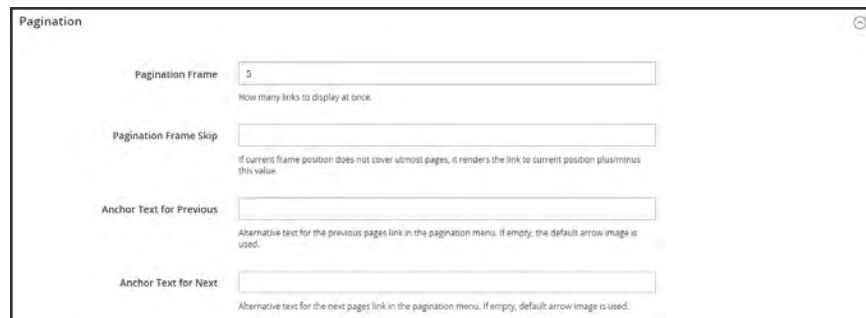 Pagination
Pagination Frame
5
How many links to display at once.
Pagination Frame Skip
If current frame position does not cover utmost pages, it renders the link to current position plus/minus
this value.
Anchor Text for Previous
Alternative text for the previous pages link in the pagination menu. If empty, the default arrow image is
used.
Anchor Text for Next
Alternative text for the next pages link in the pagination menu. If empty, default arrow image is used.